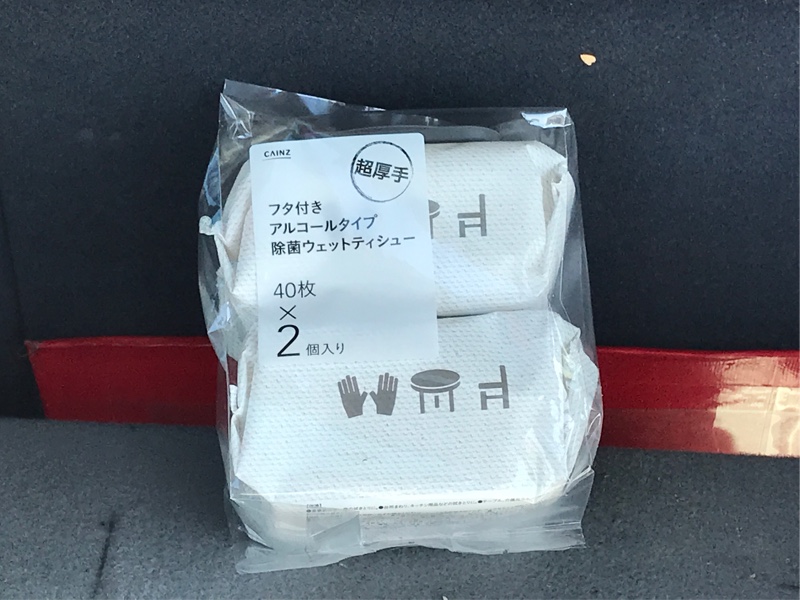 CAINZ
超厚手
フタ付き
アルコールタイプ
除菌ウェットティシュー
40枚
×
2個入り